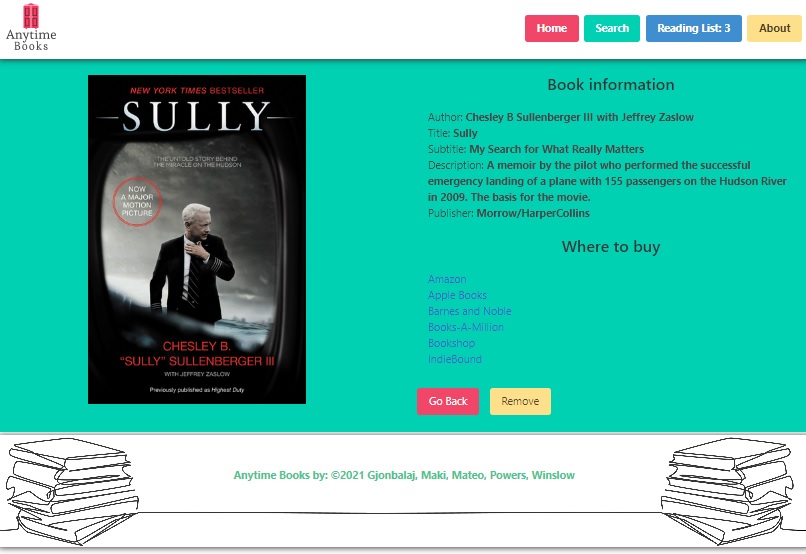 Anytime
Books
Home
Search
Reading List: 3
About
NEW YORK TIMES BESTSELLER
SULLY
THE UNTOLD STORY BEHIND
THE MIRACLE ON THE HUDSON
NOW
A MAJOR
MOTION
PICTURE
CHESLEY B.
"SULLY" SULLENBERGER III
WITH JEFFREY ZASLOW
Previously published as Highest Duty
Book information
Author: Chesley B Sullenberger III with Jeffrey Zaslow
Title: Sully
Subtitle: My Search for What Really Matters
Description: A memoir by the pilot who performed the successful
emergency landing of a plane with 155 passengers on the Hudson River
in 2009. The basis for the movie.
Publisher: Morrow/HarperCollins
Where to buy
Amazon
Apple Books
Barnes and Noble
Books-A-Million
Bookshop
IndieBound
Go Back
Remove
Anytime Books by: ©2021 Gjonbalaj, Maki, Mateo, Powers, Winslow